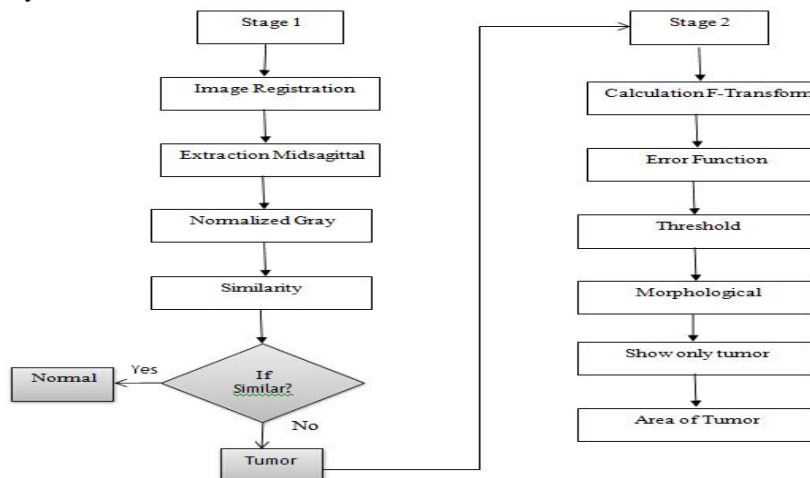 Stage 1
Image Registration
Extraction Midsagittal
Normalized Gray
Similarity
If
Similar?
Yes
Normal
No
Tumor
Stage 2
Calculation F-Transform
Error Function
Threshold
Morphological
Show only tumor
Area of Tumor